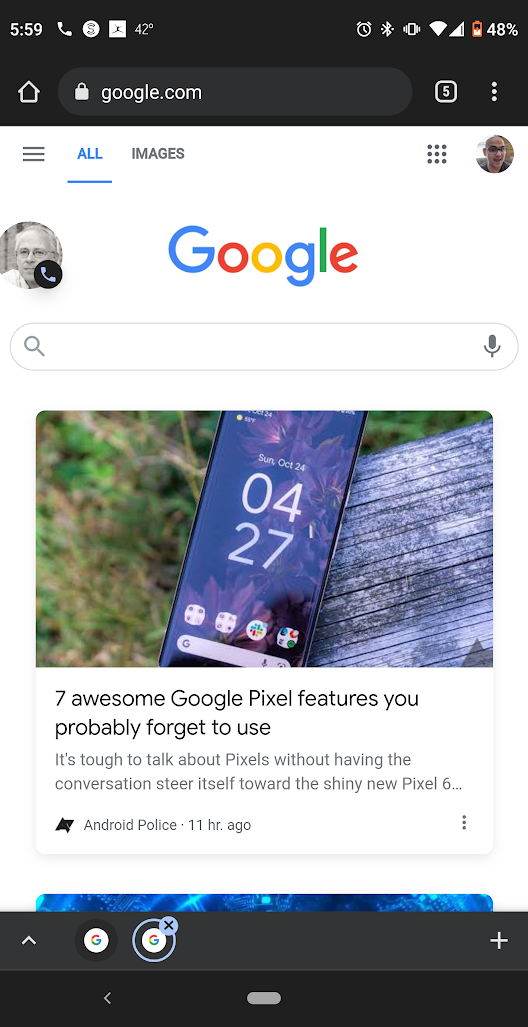 5:59
42°
48%
google.com
5
ALL
IMAGES
Google
Sun, Oct 24
04
27
G
7 awesome Google Pixel features you
probably forget to use
It's tough to talk about Pixels without having the
conversation steer itself toward the shiny new Pixel 6...
Android Police · 11 hr. ago
G
G